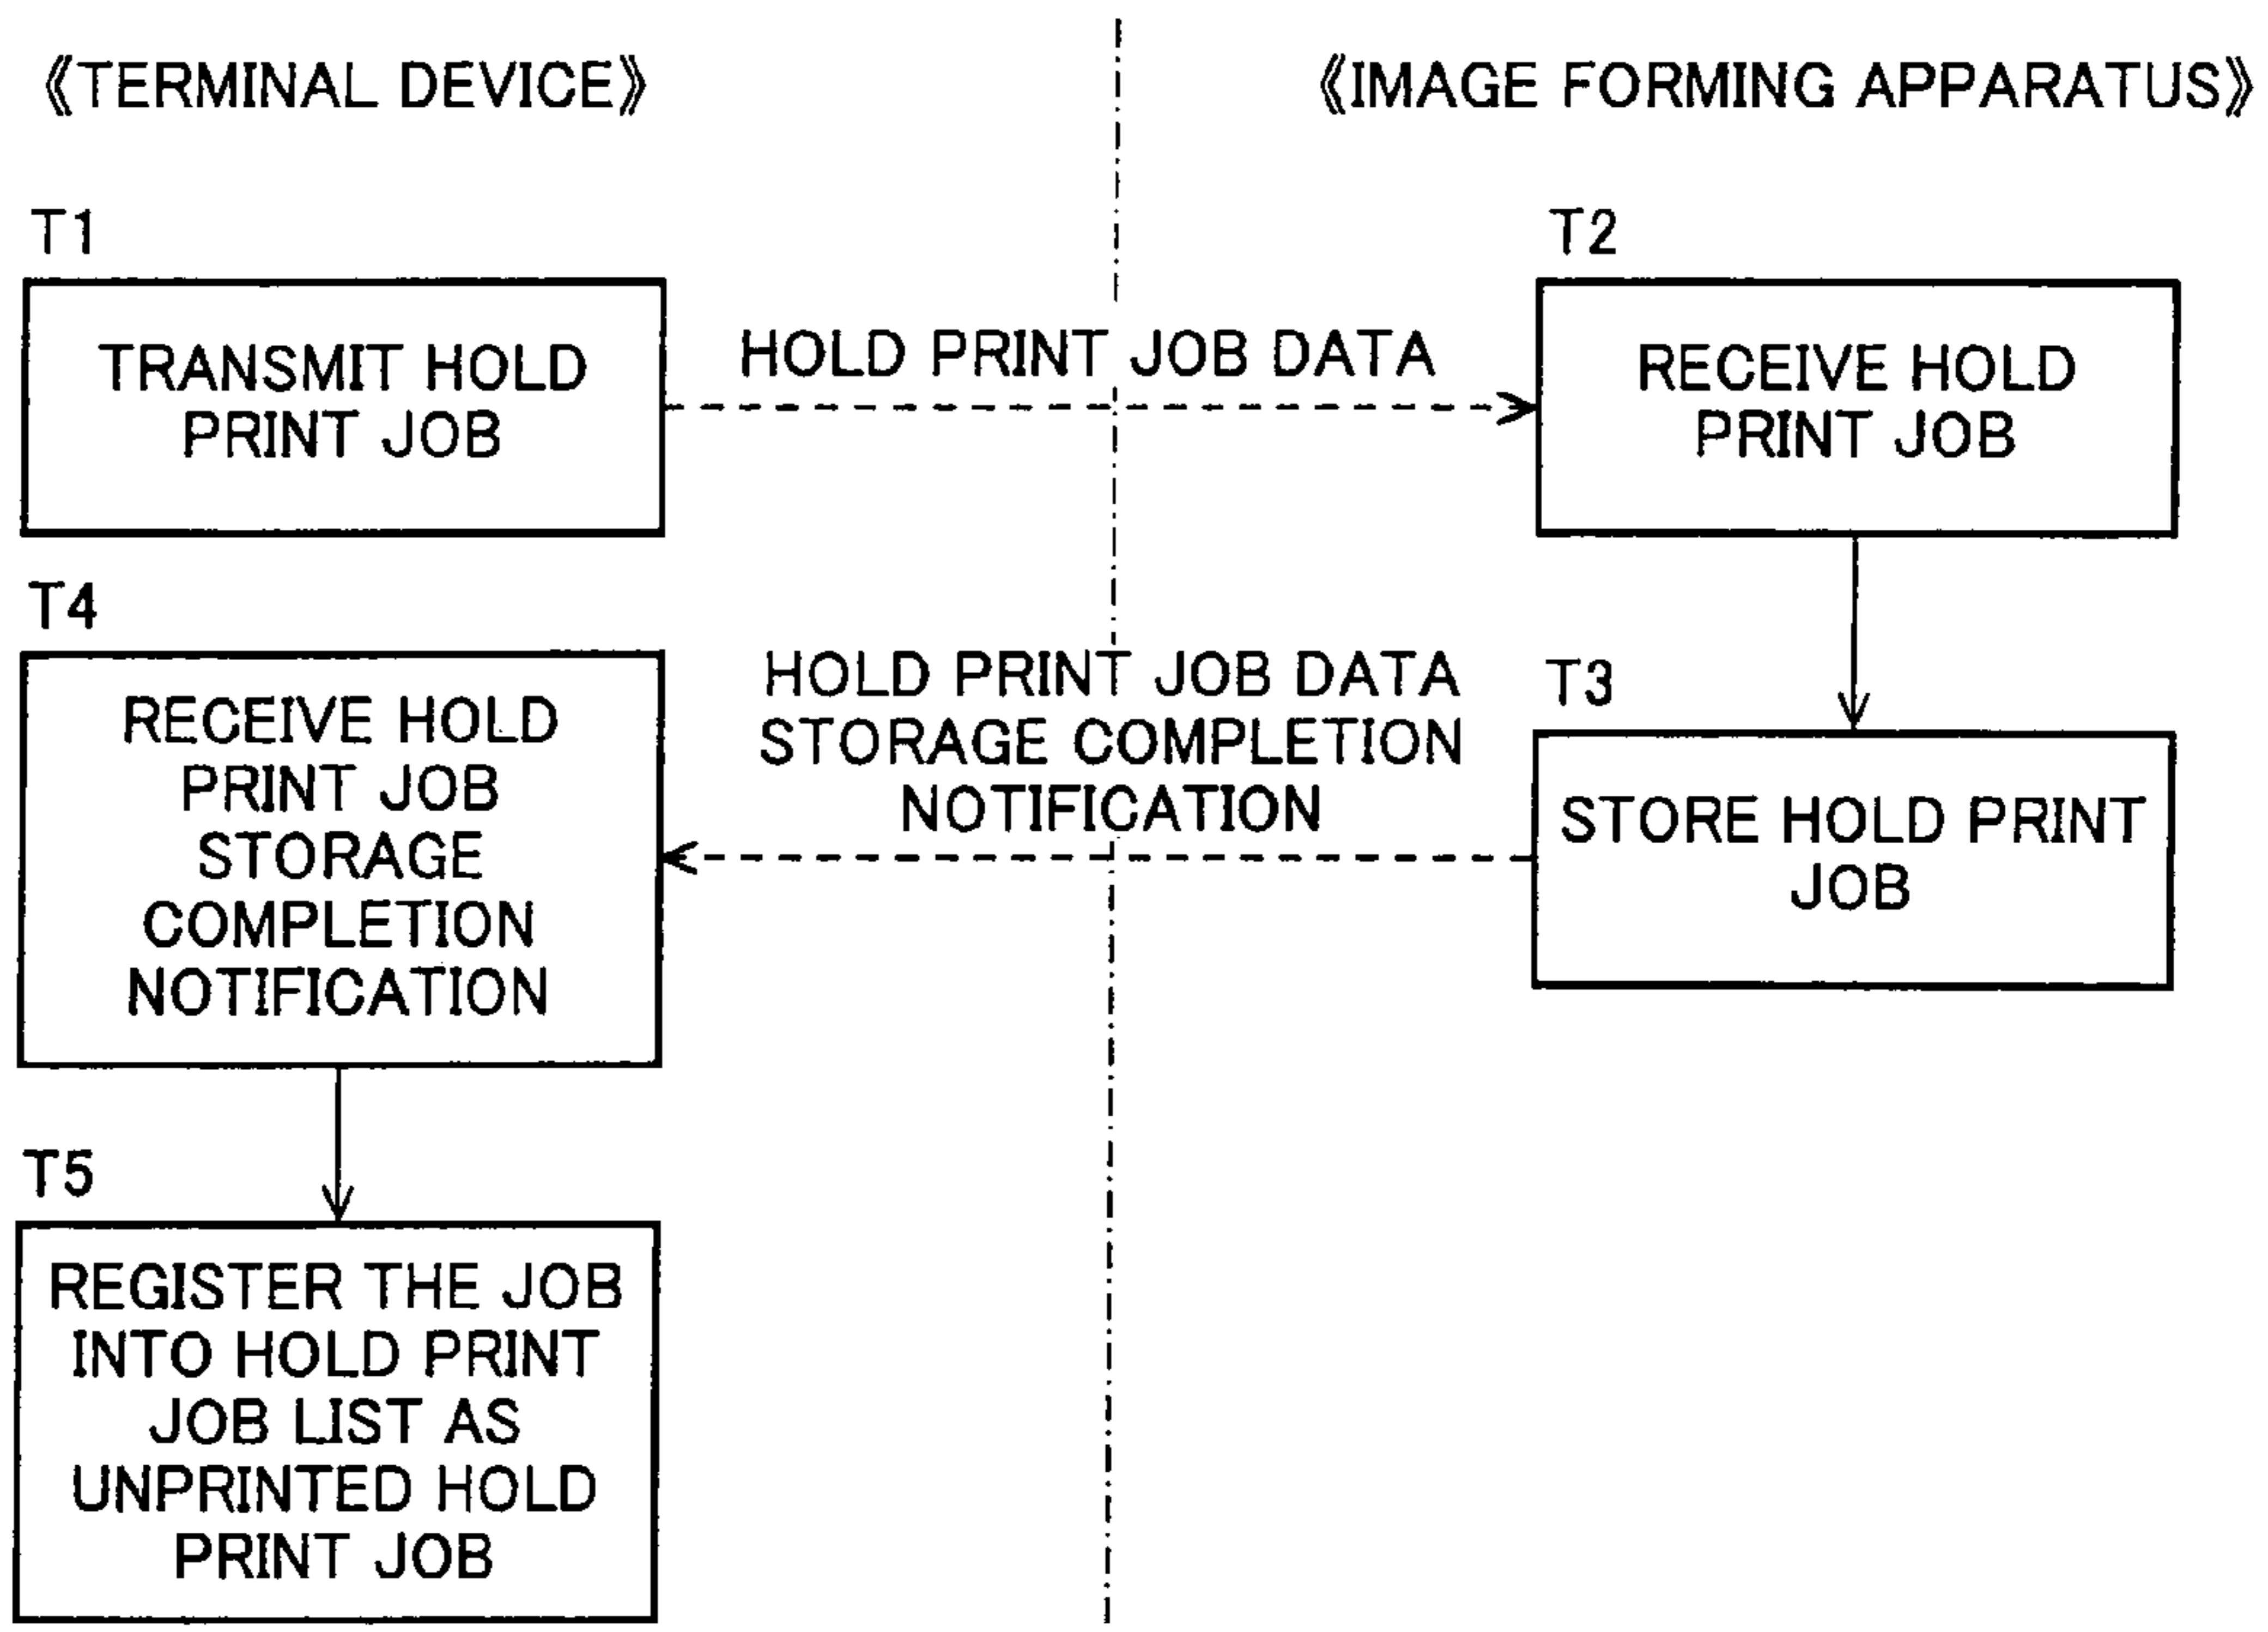 《TERMINAL DEVICE》
《IMAGE FORMING APPARATUS》
T1
TRANSMIT HOLD
PRINT JOB
HOLD PRINT JOB DATA
T2
RECEIVE HOLD
PRINT JOB
T3
STORE HOLD PRINT
JOB
HOLD PRINT JOB DATA
STORAGE COMPLETION
NOTIFICATION
T4
RECEIVE HOLD
PRINT JOB
STORAGE
COMPLETION
NOTIFICATION
T5
REGISTER THE JOB
INTO HOLD PRINT
JOB LIST AS
UNPRINTED HOLD
PRINT JOB